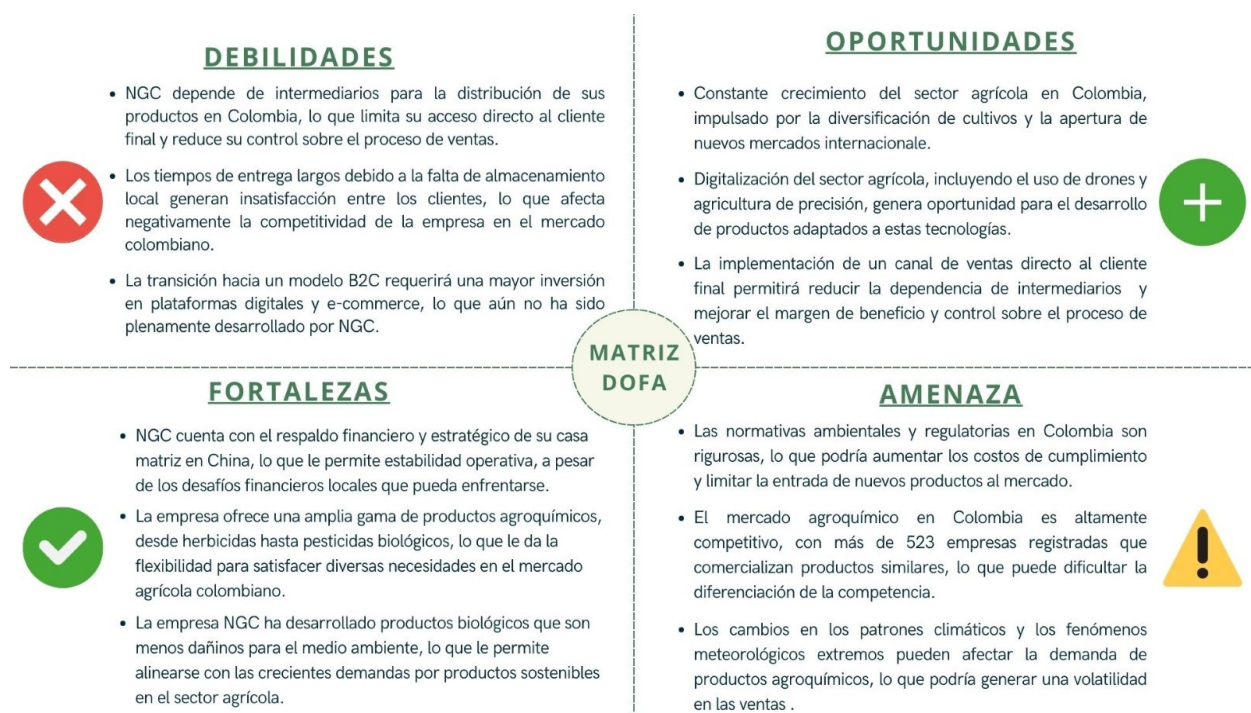 DEBILIDADES
• NGC depende de intermediarios para la distribución de sus
productos en Colombia, lo que limita su acceso directo al cliente
final y reduce su control sobre el proceso de ventas.
• Los tiempos de entrega largos debido a la falta de almacenamiento
local generan insatisfacción entre los clientes, lo que afecta
negativamente la competitividad de la empresa en el mercado
colombiano.
• La transición hacia un modelo B2C requerirá una mayor inversión
en plataformas digitales y e-commerce, lo que aún no ha sido
plenamente desarrollado por NGC.
OPORTUNIDADES
• Constante crecimiento del sector agrícola en Colombia,
impulsado por la diversificación de cultivos y la apertura de
nuevos mercados internacionale.
• Digitalización del sector agrícola, incluyendo el uso de drones y
agricultura de precisión, genera oportunidad para el desarrollo
de productos adaptados a estas tecnologías.
• La implementación de un canal de ventas directo al cliente
final permitirá reducir la dependencia de intermediarios y
mejorar el margen de beneficio y control sobre el proceso de
ventas.
MATRIZ
DOFA
FORTALEZAS
• NGC cuenta con el respaldo financiero y estratégico de su casa
matriz en China, lo que le permite estabilidad operativa, a pesar
de los desafíos financieros locales que pueda enfrentarse.
• La empresa ofrece una amplia gama de productos agroquímicos,
desde herbicidas hasta pesticidas biológicos, lo que le da la
flexibilidad para satisfacer diversas necesidades en el mercado
agrícola colombiano.
• La empresa NGC ha desarrollado productos biológicos que son
menos dañinos para el medio ambiente, lo que le permite
alinearse con las crecientes demandas por productos sostenibles
en el sector agrícola.
AMENAZA
• Las normativas ambientales y regulatorias en Colombia son
rigurosas, lo que podría aumentar los costos de cumplimiento
y limitar la entrada de nuevos productos al mercado.
• El mercado agroquímico en Colombia es altamente
competitivo, con más de 523 empresas registradas que
comercializan productos similares, lo que puede dificultar la
diferenciación de la competencia.
• Los cambios en los patrones climáticos y los fenómenos
meteorológicos extremos pueden afectar la demanda de
productos agroquímicos, lo que podría generar una volatilidad
en las ventas .